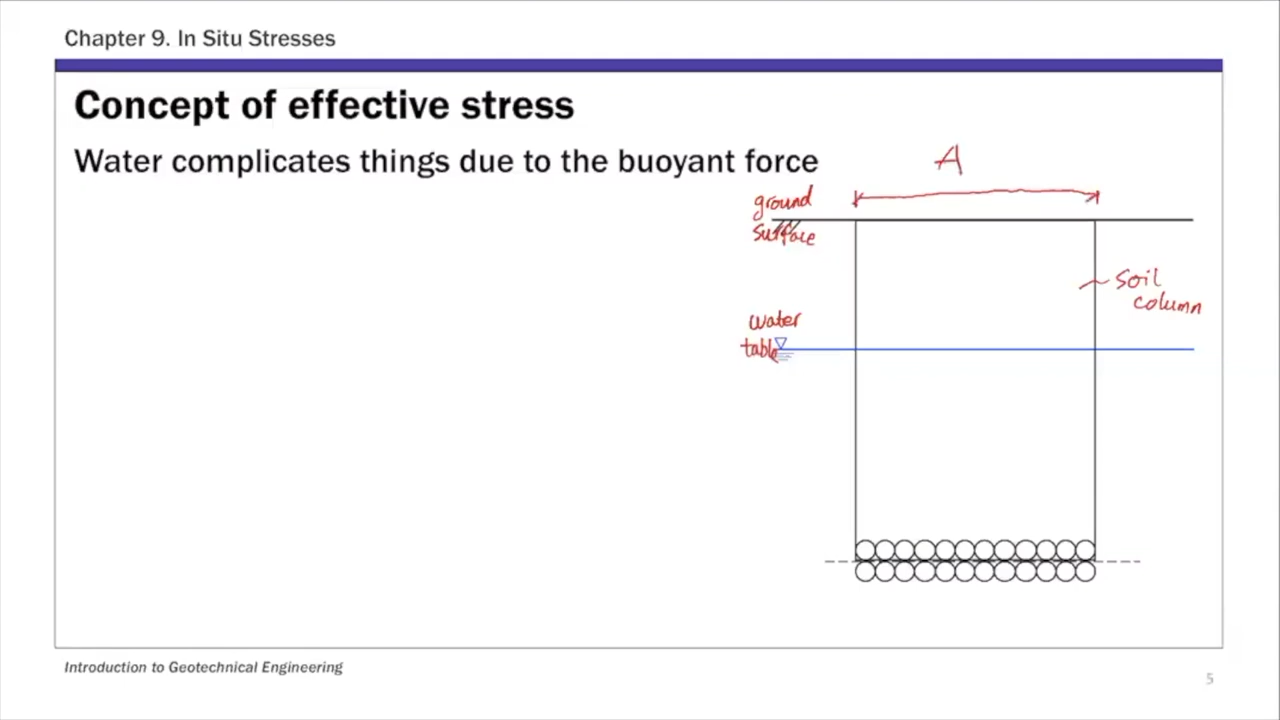 Chapter 9. In Situ Stresses
Concept of effective stress
Water complicates things due to the buoyant force
A
ground
surface
soil
column
water
table
Introduction to Geotechnical Engineering
5